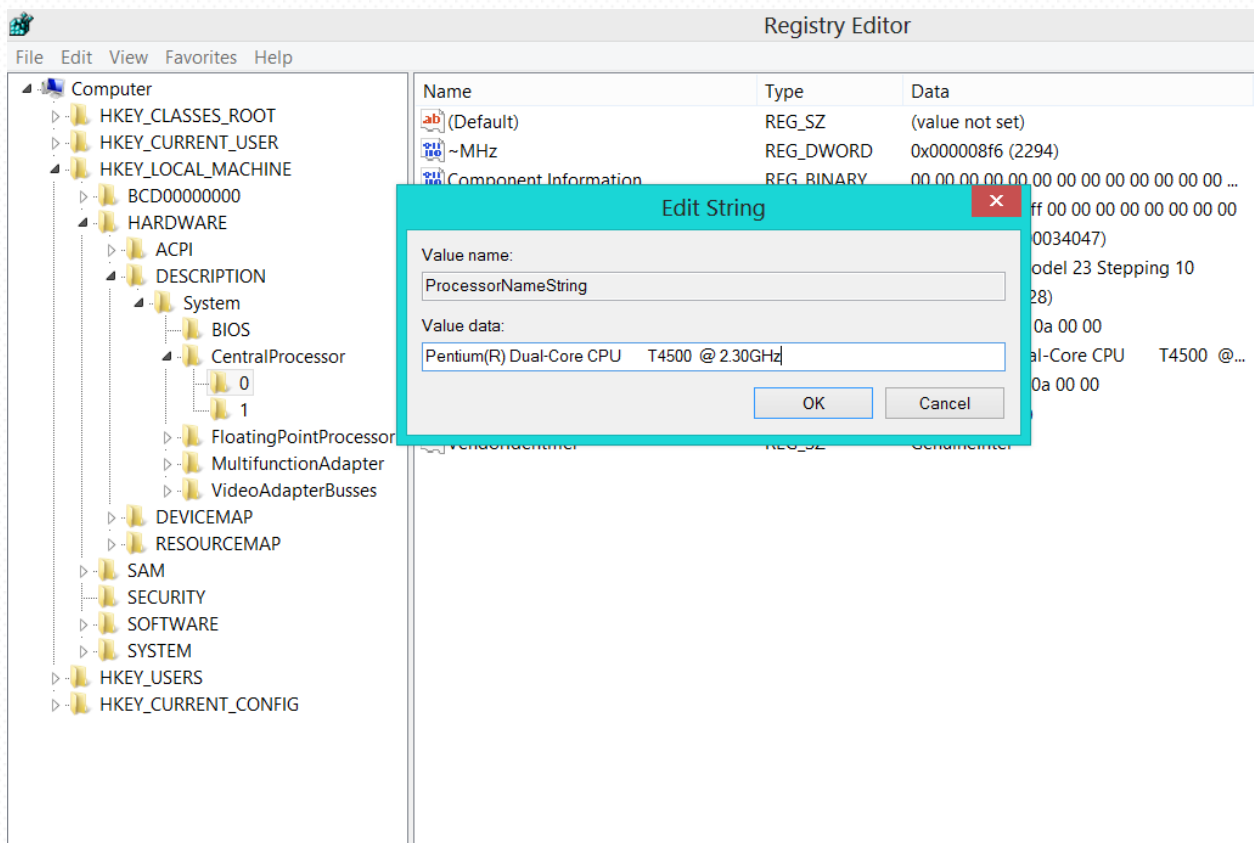 Registry Editor
File Edit View Favorites Help
Computer
HKEY_CLASSES_ROOT
HKEY_CURRENT_USER
HKEY_LOCAL_MACHINE
BCD00000000
HARDWARE
ACPI
DESCRIPTION
System
BIOS
CentralProcessor
0
1
FloatingPointProcessor
MultifunctionAdapter
VideoAdapterBusses
DEVICEMAP
RESOURCEMAP
SAM
SECURITY
SOFTWARE
SYSTEM
HKEY_USERS
HKEY_CURRENT_CONFIG
Name Type Data
(Default) REG_SZ (value not set)
~MHz REG_DWORD 0x000008f6 (2294)
Component Information REG_BINARY 00 00 00 00 00 00 00 00 00 00 00 00 00 ...
ff 00 00 00 00 00 00 00 00
0034047)
odel 23 Stepping 10
28)
0a 00 00
al-Core CPU T4500 @...
0a 00 00
)
VendorIdentifier REG_SZ GenuineIntel
Edit String
Value name:
ProcessorNameString
Value data:
Pentium(R) Dual-Core CPU T4500 @ 2.30GHz
OK Cancel